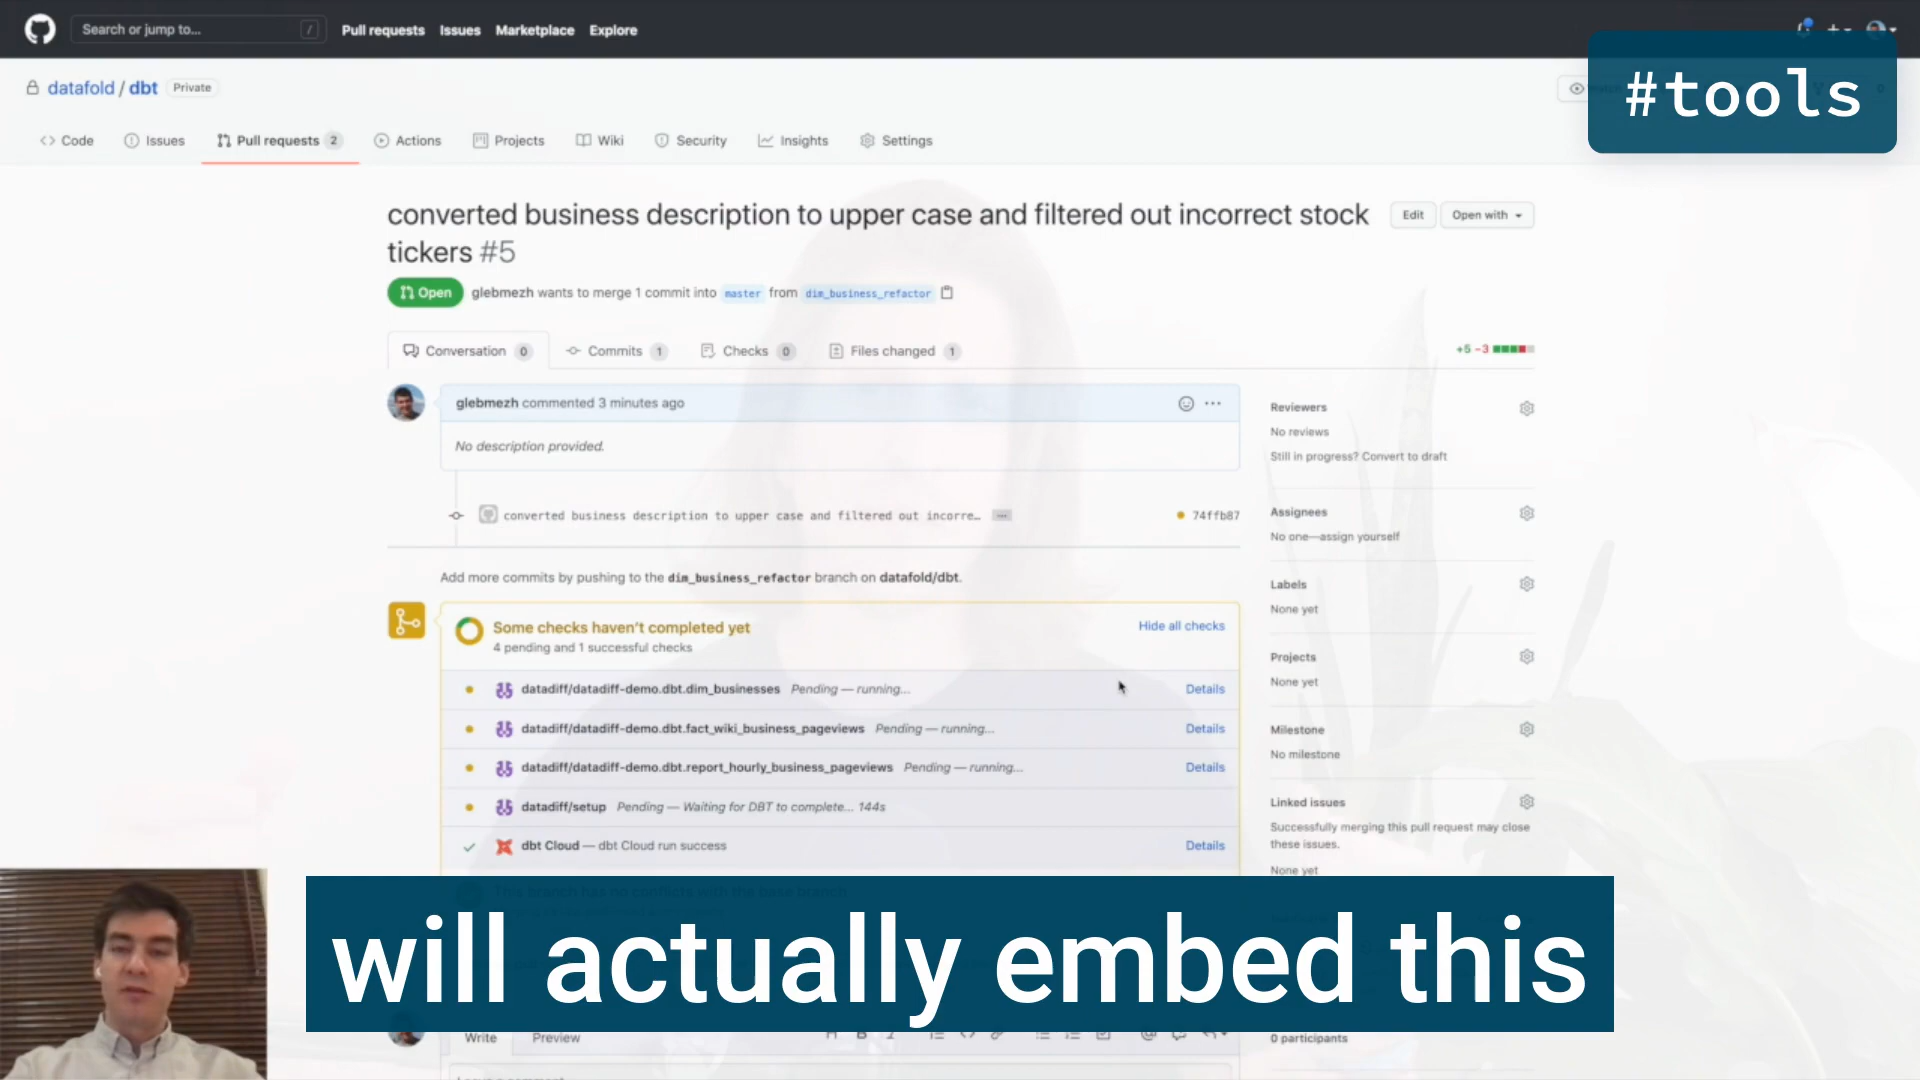 Search or jump to... /
Pull requests Issues Marketplace Explore
#tools
datafold / dbt Private
Code Issues Pull requests 2 Actions Projects Wiki Security Insights Settings
converted business description to upper case and filtered out incorrect stock
tickers #5
Edit Open with
Open glebmezh wants to merge 1 commit into master from dim_business_refactor
Conversation 0 Commits 1 Checks 0 Files changed 1
+5 −3
glebmezh commented 3 minutes ago
No description provided.
converted business description to upper case and filtered out incorre… ...
74ffb87
Add more commits by pushing to the dim_business_refactor branch on datafold/dbt.
Some checks haven't completed yet
Hide all checks
4 pending and 1 successful checks
datadiff/datadiff-demo.dbt.dim_businesses Pending — running... Details
datadiff/datadiff-demo.dbt.fact_wiki_business_pageviews Pending — running... Details
datadiff/datadiff-demo.dbt.report_hourly_business_pageviews Pending — running... Details
datadiff/setup Pending — Waiting for DBT to complete... 144s
dbt Cloud — dbt Cloud run success Details
This branch has no conflicts with the base branch
Reviewers
No reviews
Still in progress? Convert to draft
Assignees
No one—assign yourself
Labels
None yet
Projects
None yet
Milestone
No milestone
Linked issues
Successfully merging this pull request may close
these issues.
None yet
will actually embed this
Write Preview
0 participants